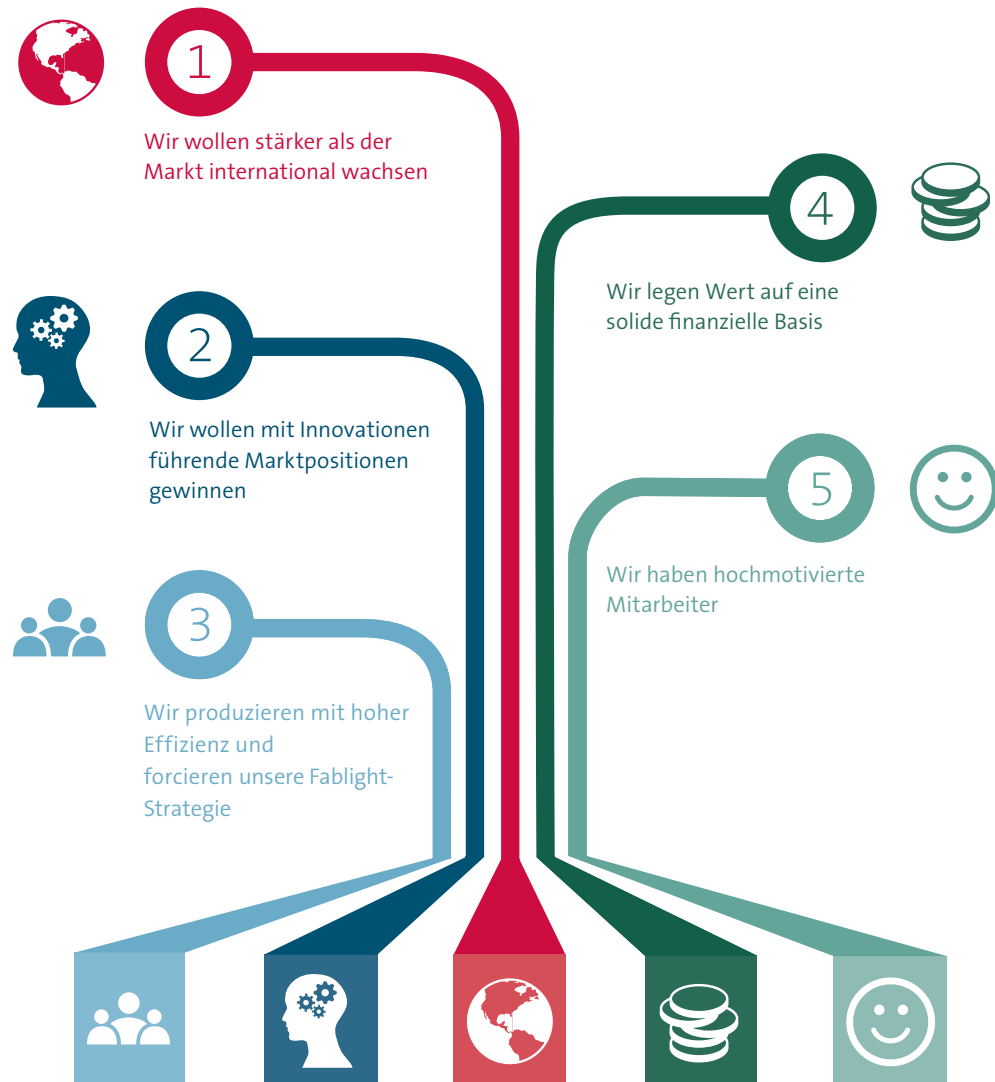 1
Wir wollen stärker als der
Markt international wachsen
2
Wir wollen mit Innovationen
führende Marktpositionen
gewinnen
3
Wir produzieren mit hoher
Effizienz und
forcieren unsere Fablight-
Strategie
4
Wir legen Wert auf eine
solide finanzielle Basis
5
Wir haben hochmotivierte
Mitarbeiter